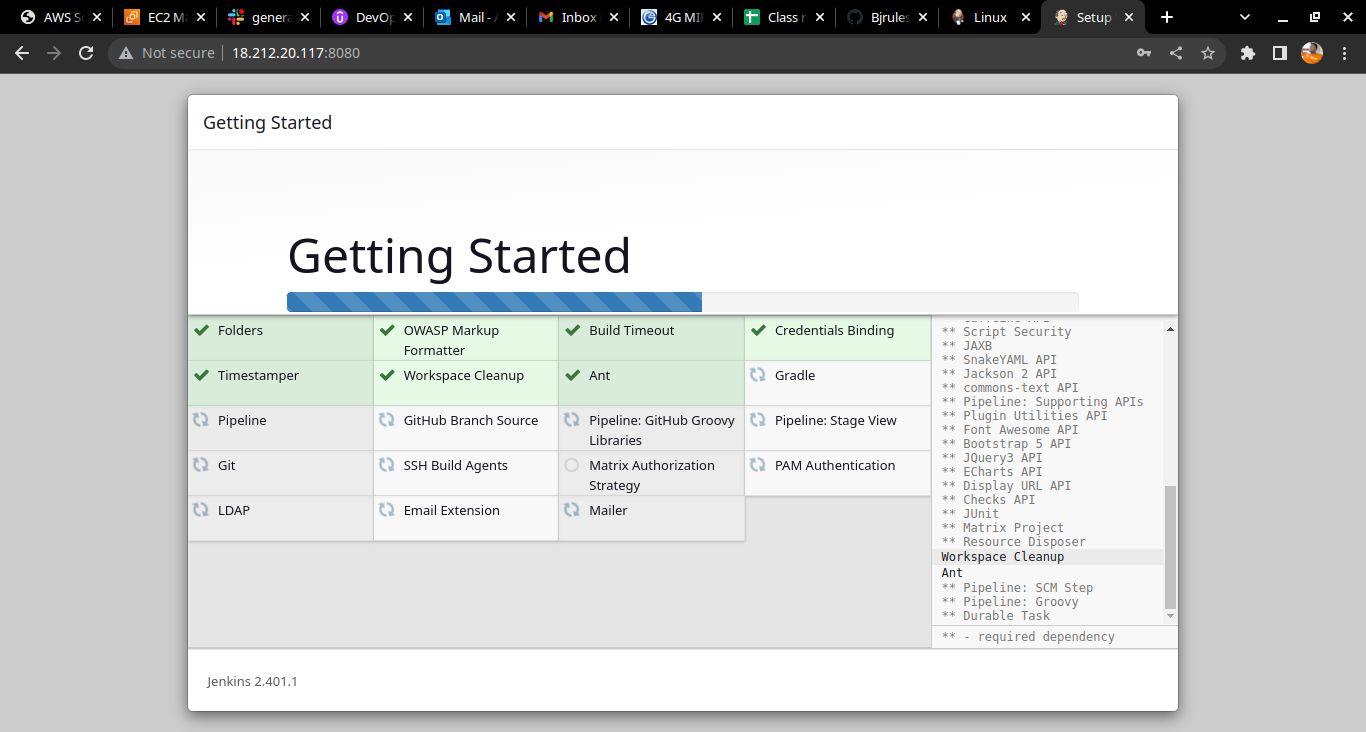 AWS S
EC2 M
genera
DevOp
Mail - 
Inbox
4G MI
Class r
Bjrules
Linux
Setup
Not secure
18.212.20.117:8080
Getting Started
Getting Started
Folders
OWASP Markup
Formatter
Build Timeout
Credentials Binding
Timestamper
Workspace Cleanup
Ant
Gradle
Pipeline
GitHub Branch Source
Pipeline: GitHub Groovy
Libraries
Pipeline: Stage View
Git
SSH Build Agents
Matrix Authorization
Strategy
PAM Authentication
LDAP
Email Extension
Mailer
** Script Security
** JAXB
** SnakeYAML API
** Jackson 2 API
** commons-text API
** Pipeline: Supporting APIs
** Plugin Utilities API
** Font Awesome API
** Bootstrap 5 API
** JQuery3 API
** ECharts API
** Display URL API
** Checks API
** JUnit
** Matrix Project
** Resource Disposer
Workspace Cleanup
Ant
** Pipeline: SCM Step
** Pipeline: Groovy
** Durable Task
** - required dependency
Jenkins 2.401.1